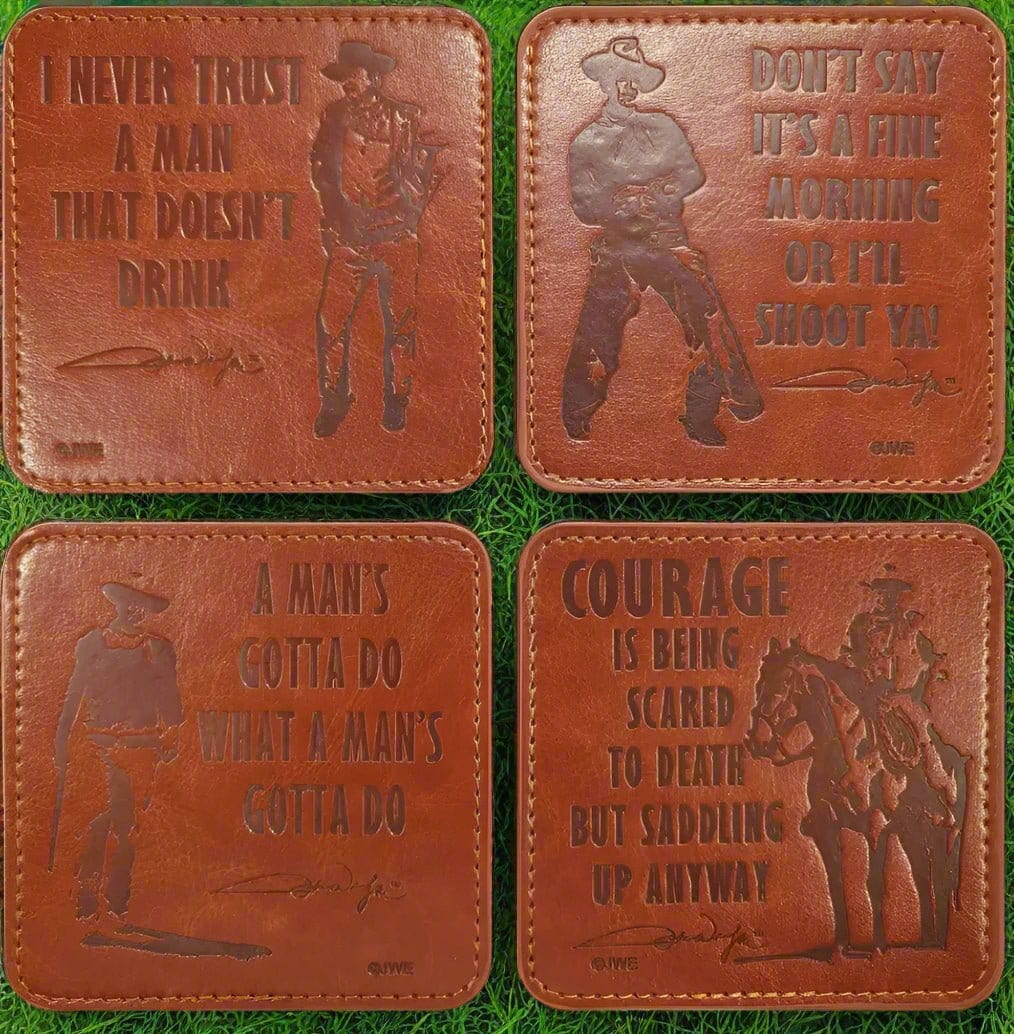 I NEVER TRUST
A MAN
THAT DOESN'T
DRINK
©JWE
DON'T SAY
IT'S A FINE
MORNING
OR I'LL
SHOOT YA!
TM
©JWE
A MAN'S
GOTTA DO
WHAT A MAN'S
GOTTA DO
©JWE
COURAGE
IS BEING
SCARED
TO DEATH
BUT SADDLING
UP ANYWAY
©JWE